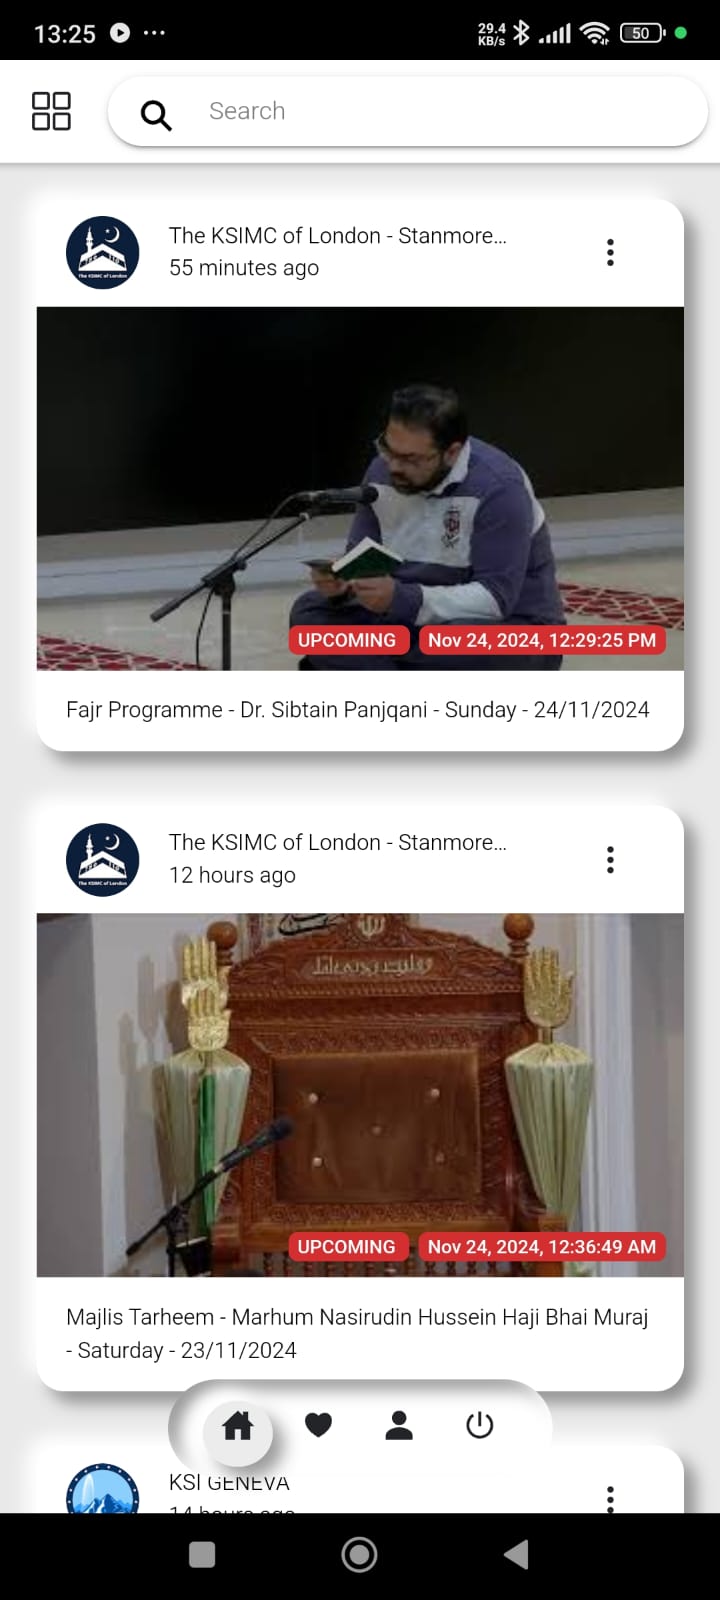 13:25
29.4
KB/s
50
Search
The KSIMC of London - Stanmore...
55 minutes ago
UPCOMING Nov 24, 2024, 12:29:25 PM
Fajr Programme - Dr. Sibtain Panjqani - Sunday - 24/11/2024
The KSIMC of London - Stanmore...
12 hours ago
UPCOMING Nov 24, 2024, 12:36:49 AM
Majlis Tarheem - Marhum Nasirudin Hussein Haji Bhai Muraj
- Saturday - 23/11/2024
KSI GENEVA
14 hours ago